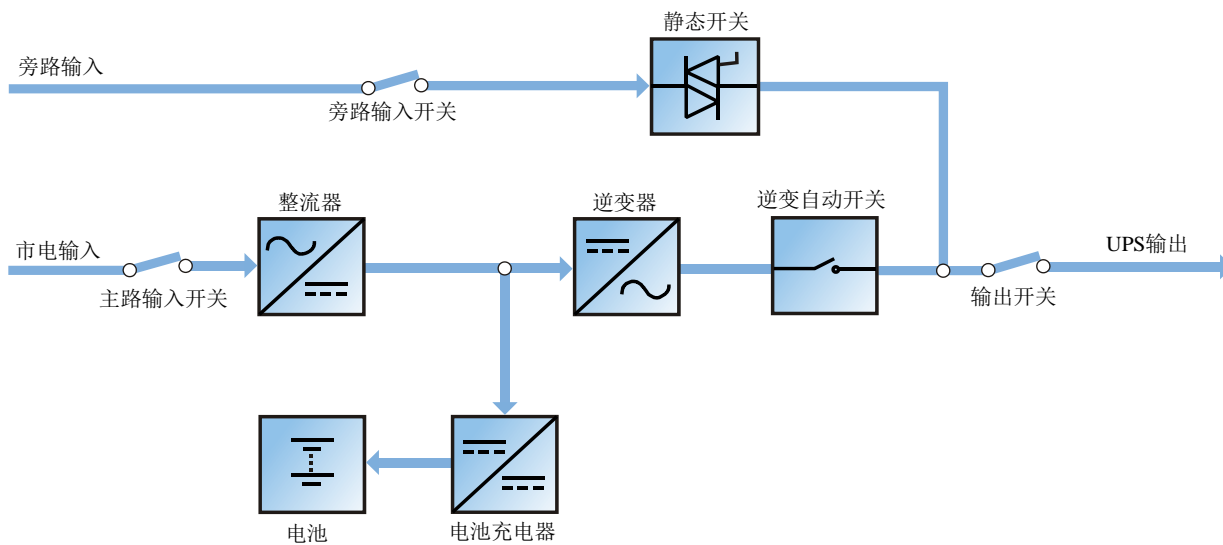 静态开关
旁路输入
旁路输入开关
整流器
逆变器
逆变自动开关
市电输入
UPS输出
主路输入开关
输出开关
电池
电池充电器